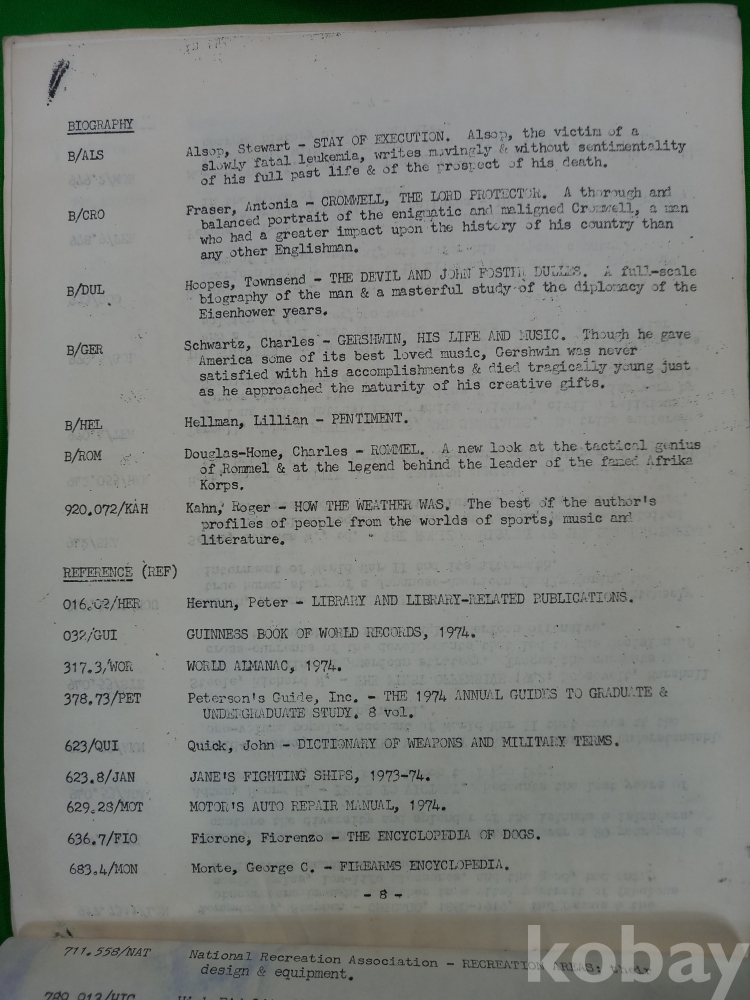 BIOGRAPHY
B/ALS Alsop, Stewart - STAY OF EXECUTION. Alsop, the victim of a
slowly fatal leukemia, writes movingly & without sentimentality
of his full past life & of the prospect of his death.
B/CRO Fraser, Antonia - CROMWELL, THE LORD PROTECTOR. A thorough and
balanced portrait of the enigmatic and maligned Cromwell, a man
who had a greater impact upon the history of his country than
any other Englishman.
B/DUL Hoopes, Townsend - THE DEVIL AND JOHN FOSTER DULLES. A full-scale
biography of the man & a masterful study of the diplomacy of the
Eisenhower years.
B/GER Schwartz, Charles - GERSHWIN, HIS LIFE AND MUSIC. Though he gave
America some of its best loved music, Gershwin was never
satisfied with his accomplishments & died tragically young just
as he approached the maturity of his creative gifts.
B/HEL Hellman, Lillian - PENTIMENT.
B/ROM Douglas-Home, Charles - ROMMEL. A new look at the tactical genius
of Rommel & at the legend behind the leader of the famed Afrika
Korps.
920.072/KAH Kahn, Roger - HOW THE WEATHER WAS. The best of the author's
profiles of people from the worlds of sports, music and
literature.
REFERENCE (REF)
016.02/HER Hernun, Peter - LIBRARY AND LIBRARY-RELATED PUBLICATIONS.
032/GUI GUINNESS BOOK OF WORLD RECORDS, 1974.
317.3/WOR WORLD ALMANAC, 1974.
378.73/PET Peterson's Guide, Inc. - THE 1974 ANNUAL GUIDES TO GRADUATE &
UNDERGRADUATE STUDY. 8 vol.
623/QUI Quick, John - DICTIONARY OF WEAPONS AND MILITARY TERMS.
623.8/JAN JANE'S FIGHTING SHIPS, 1973-74.
629.28/MOT MOTOR'S AUTO REPAIR MANUAL, 1974.
636.7/FIO Fiorone, Fiorenzo - THE ENCYCLOPEDIA OF DOGS.
683.4/MON Monte, George C. - FIREARMS ENCYCLOPEDIA.
- 8 -
711.558/NAT National Recreation Association - RECREATION AREAS: their
design & equipment.
kobay